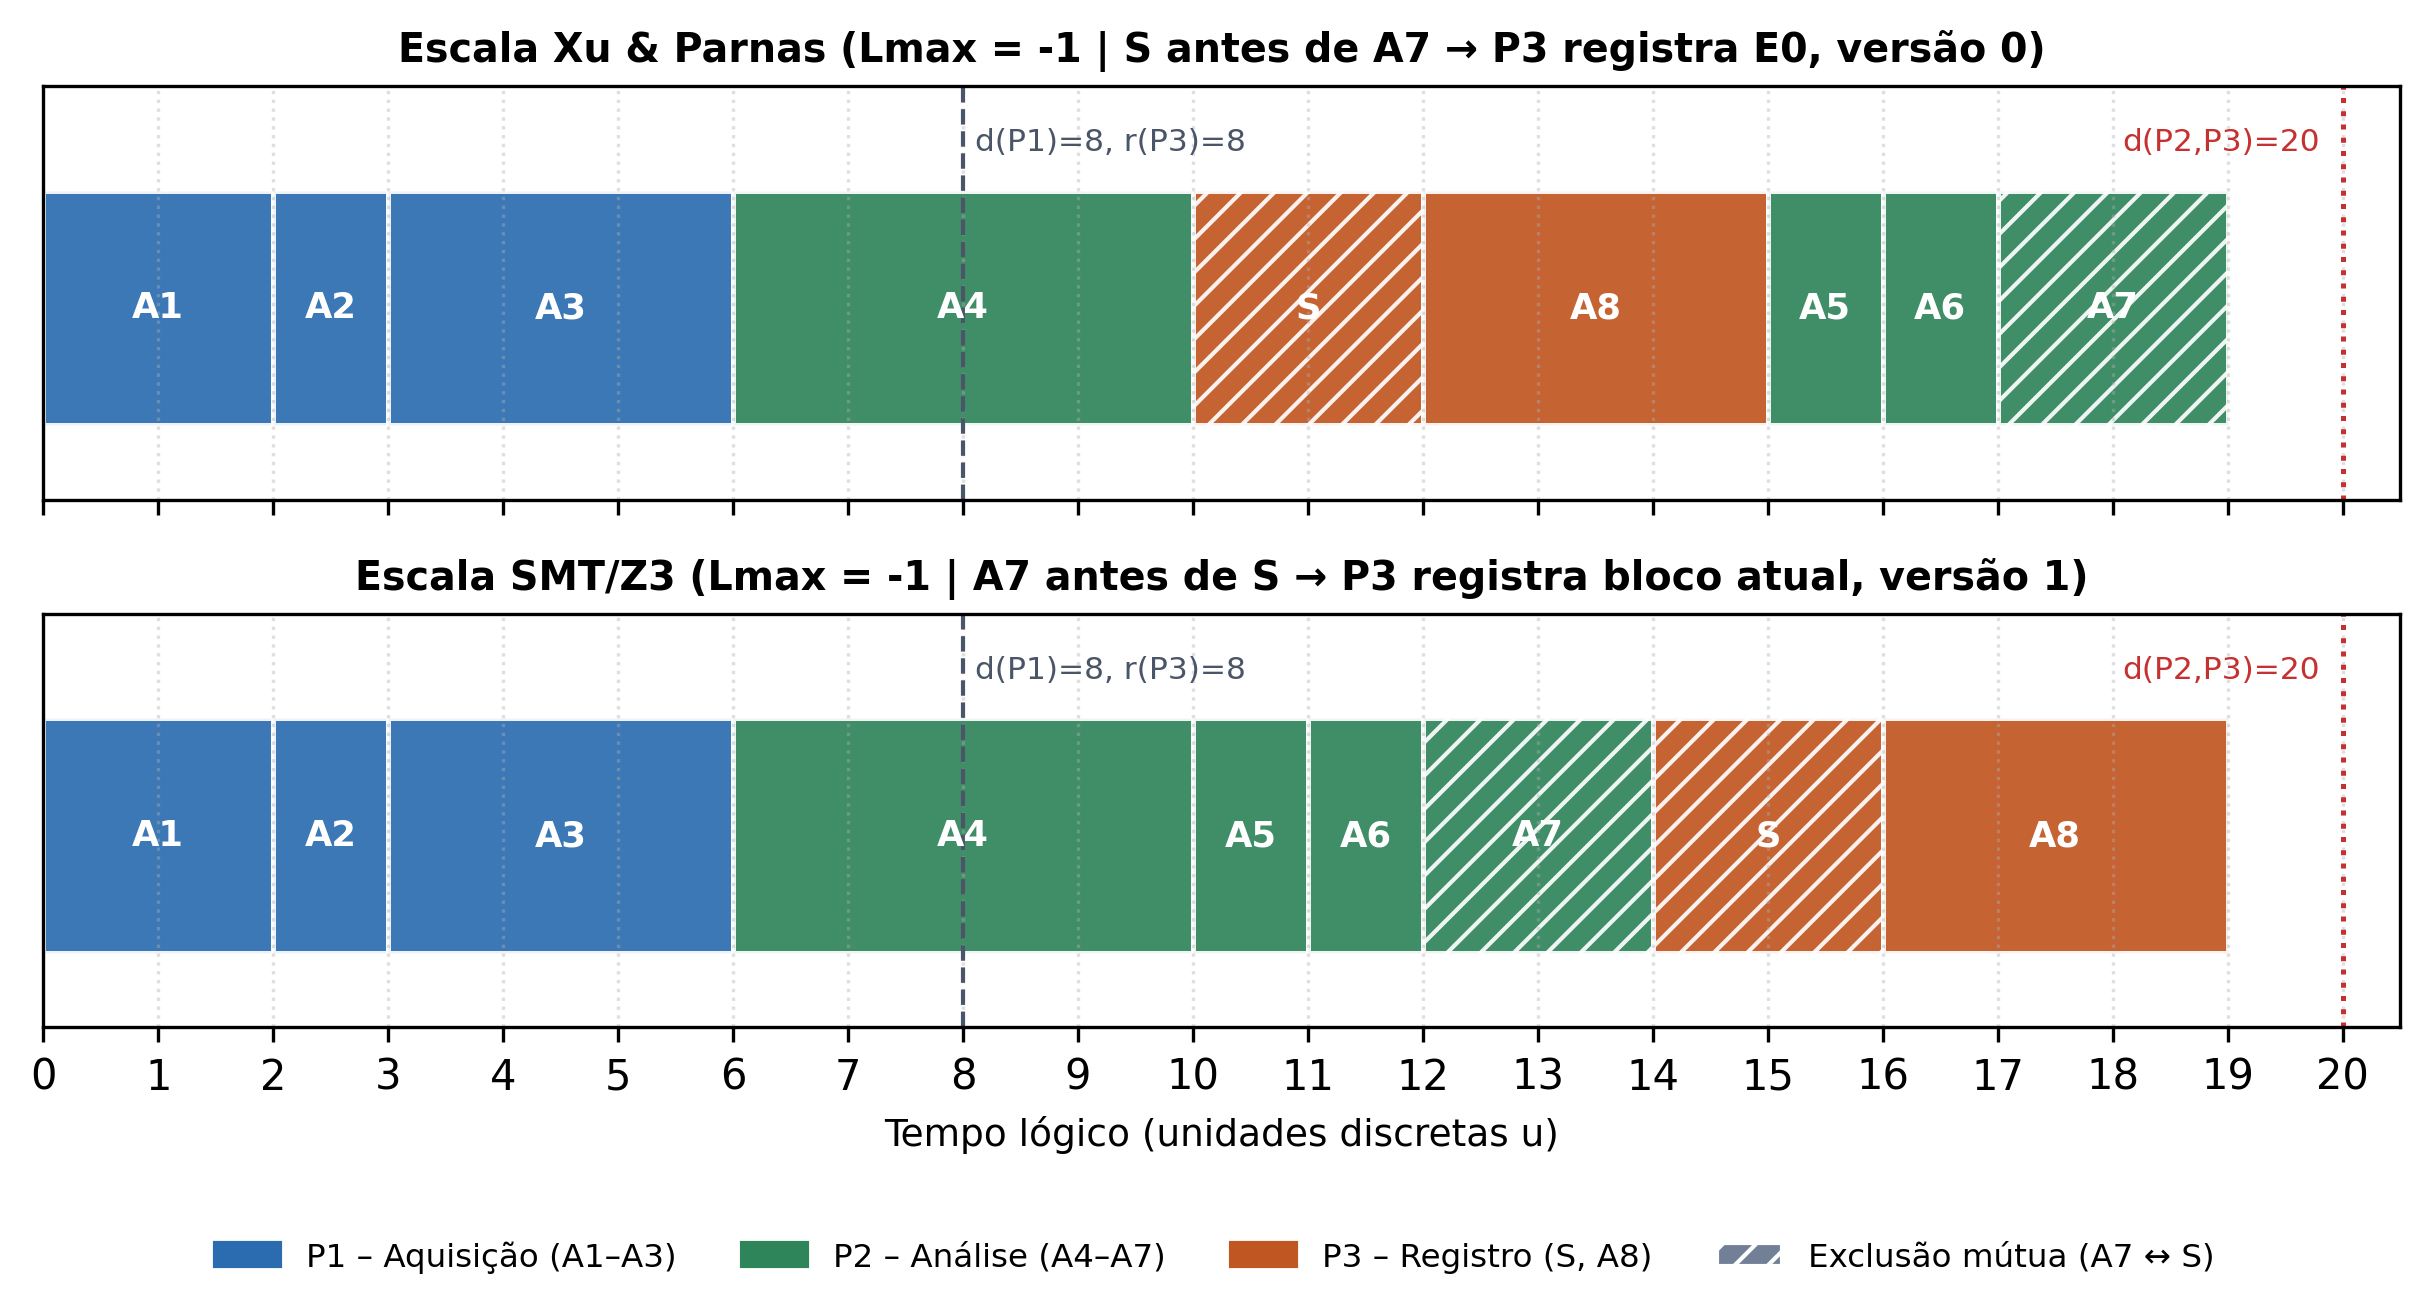 Escala Xu & Parnas (Lmax = -1 | S antes de A7 → P3 registra E0, versão 0)
d(P1)=8, r(P3)=8
d(P2,P3)=20
A1 A2 A3 A4 S A8 A5 A6 A7
Escala SMT/Z3 (Lmax = -1 | A7 antes de S → P3 registra bloco atual, versão 1)
d(P1)=8, r(P3)=8
d(P2,P3)=20
A1 A2 A3 A4 A5 A6 A7 S A8
0 1 2 3 4 5 6 7 8 9 10 11 12 13 14 15 16 17 18 19 20
Tempo lógico (unidades discretas u)
P1 – Aquisição (A1–A3)
P2 – Análise (A4–A7)
P3 – Registro (S, A8)
Exclusão mútua (A7 ↔ S)